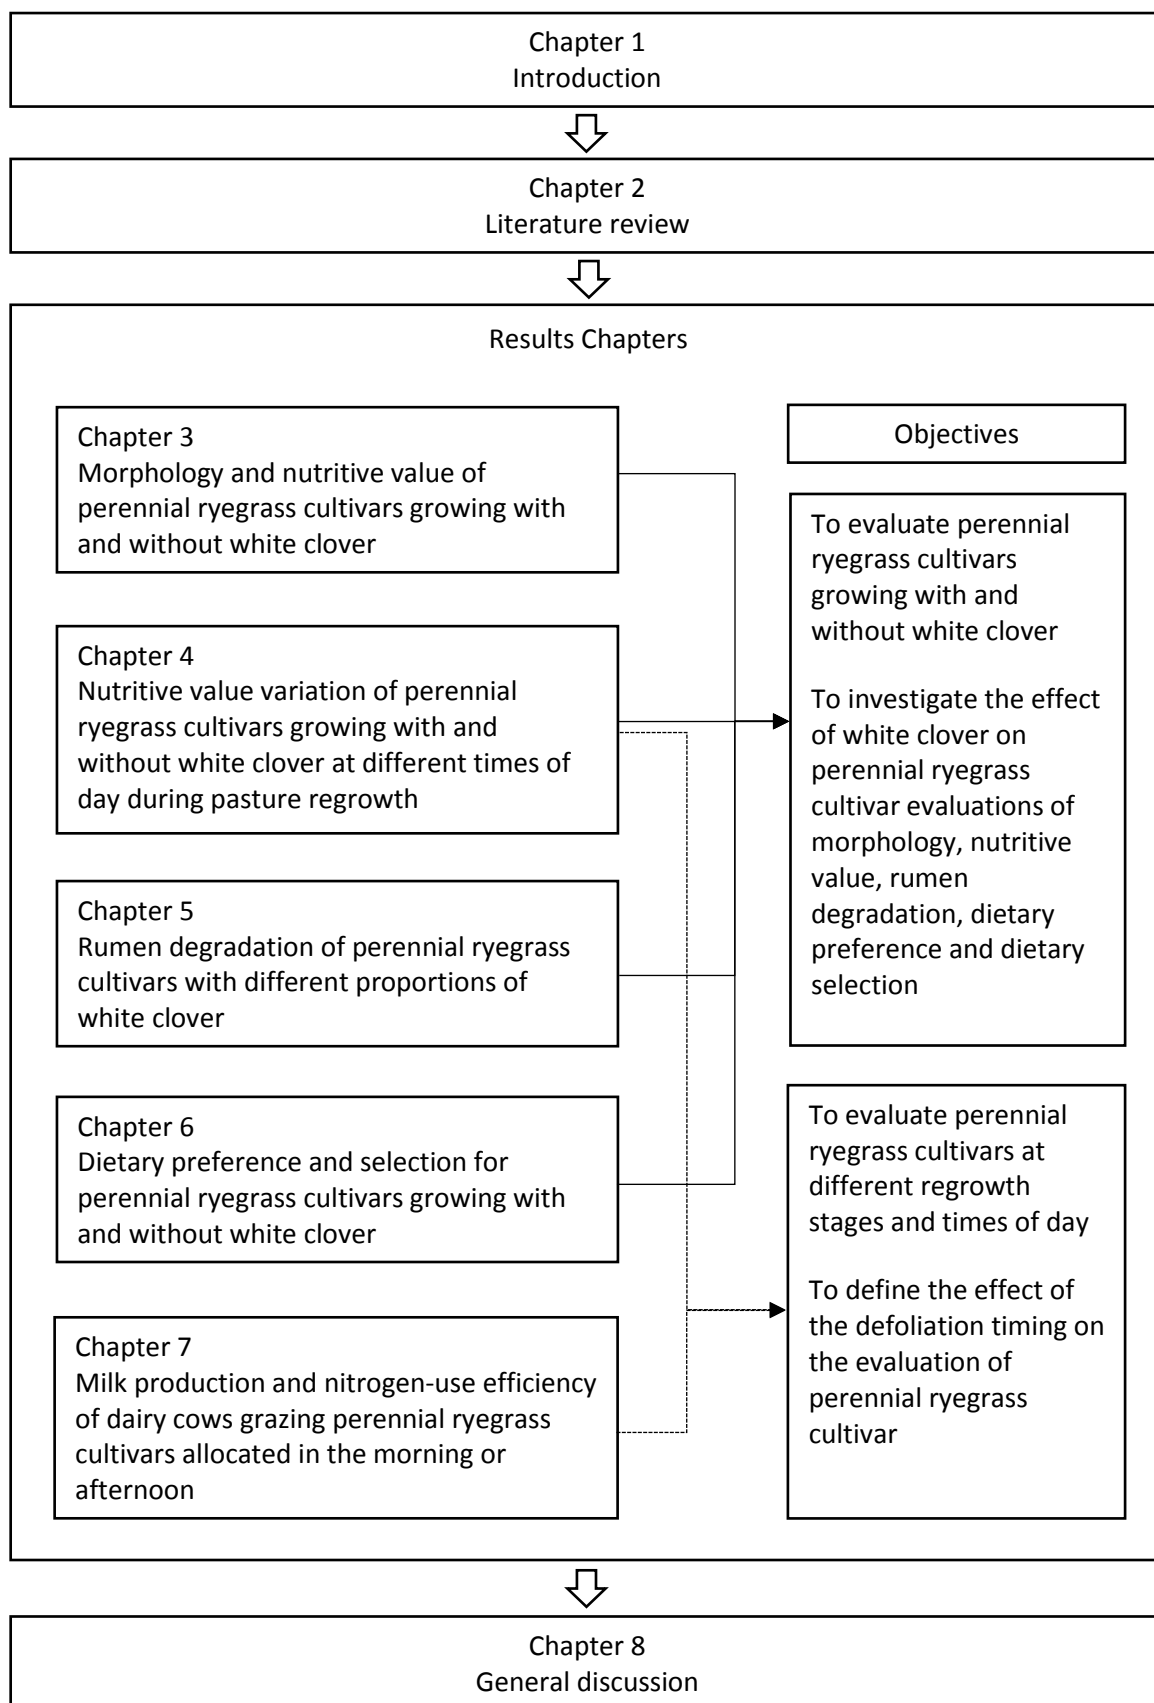 Chapter 1
Introduction
Chapter 2
Literature review
Results Chapters
Chapter 3
Morphology and nutritive value of
perennial ryegrass cultivars growing with
and without white clover
Chapter 4
Nutritive value variation of perennial
ryegrass cultivars growing with and
without white clover at different times of
day during pasture regrowth
Chapter 5
Rumen degradation of perennial ryegrass
cultivars with different proportions of
white clover
Chapter 6
Dietary preference and selection for
perennial ryegrass cultivars growing with
and without white clover
Chapter 7
Milk production and nitrogen-use efficiency
of dairy cows grazing perennial ryegrass
cultivars allocated in the morning or
afternoon
Objectives
To evaluate perennial
ryegrass cultivars
growing with and
without white clover
To investigate the effect
of white clover on
perennial ryegrass
cultivar evaluations of
morphology, nutritive
value, rumen
degradation, dietary
preference and dietary
selection
To evaluate perennial
ryegrass cultivars at
different regrowth
stages and times of day
To define the effect of
the defoliation timing on
the evaluation of
perennial ryegrass
cultivar
Chapter 8
General discussion